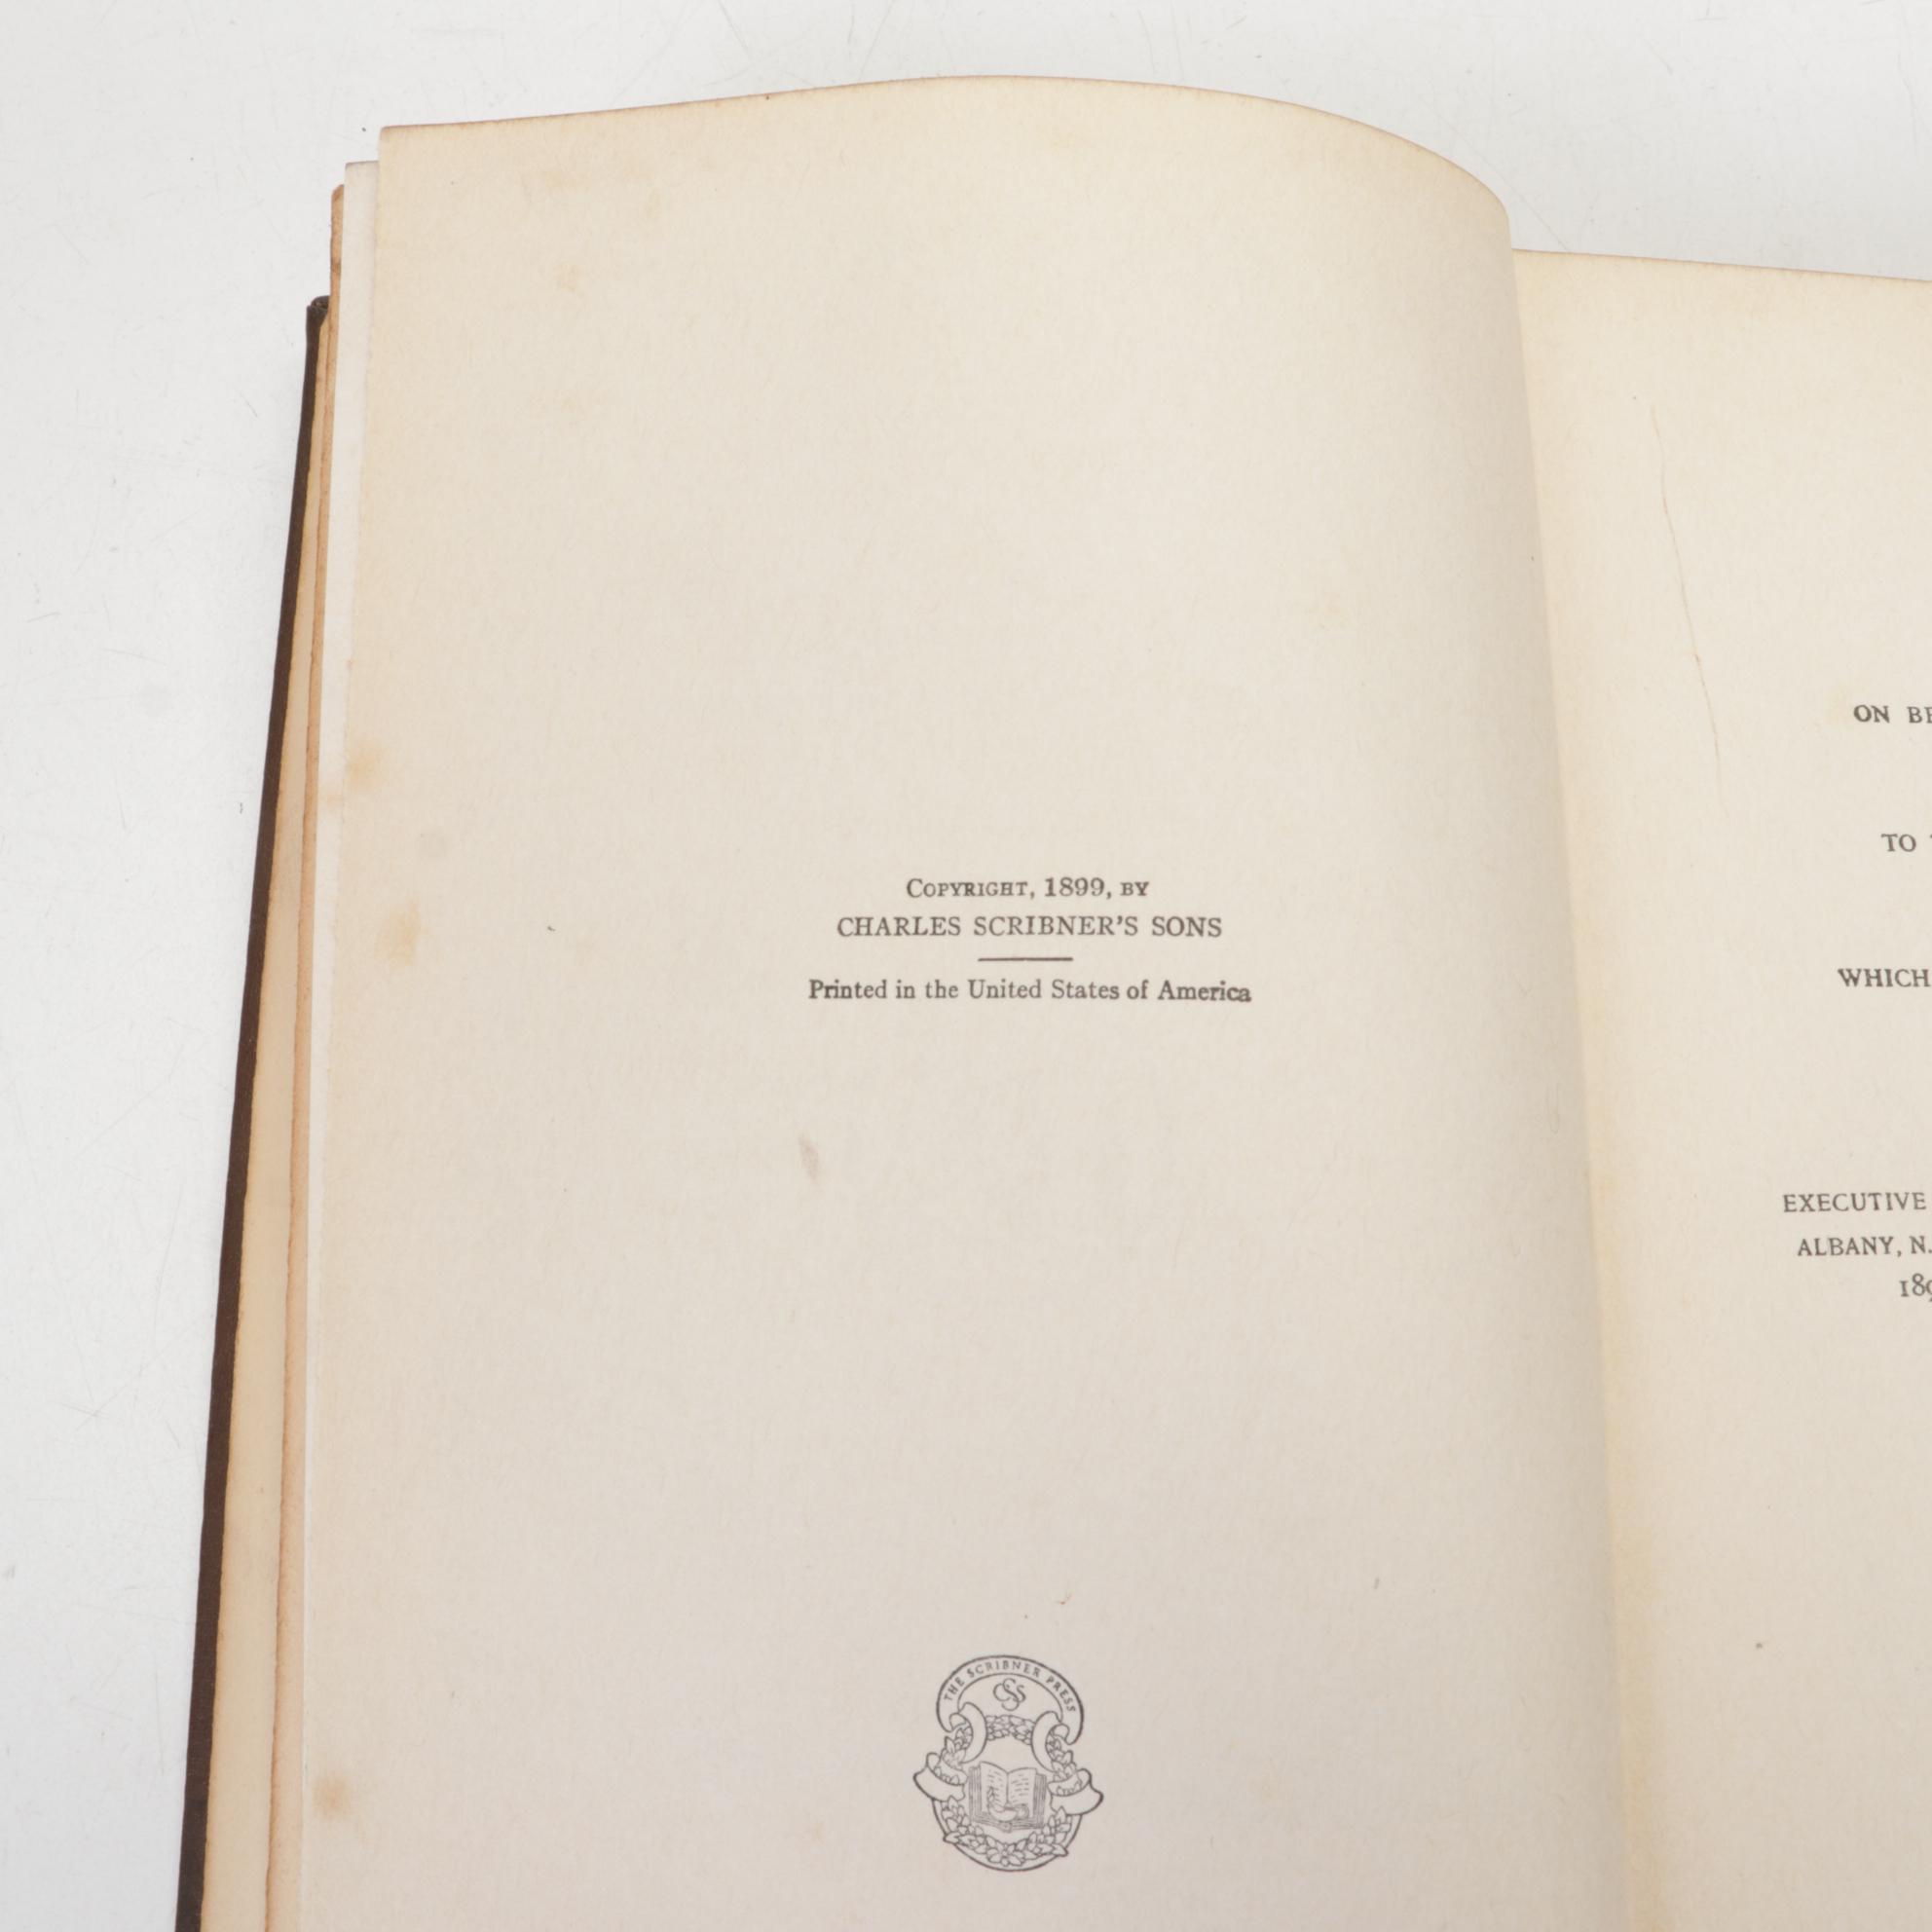 COPYRIGHT, 1899, BY
CHARLES SCRIBNER'S SONS
Printed in the United States of America
THE SCRIBNER PRESS
CSS
ON
TO
WHICH
EXECUTIVE
ALBANY, N.